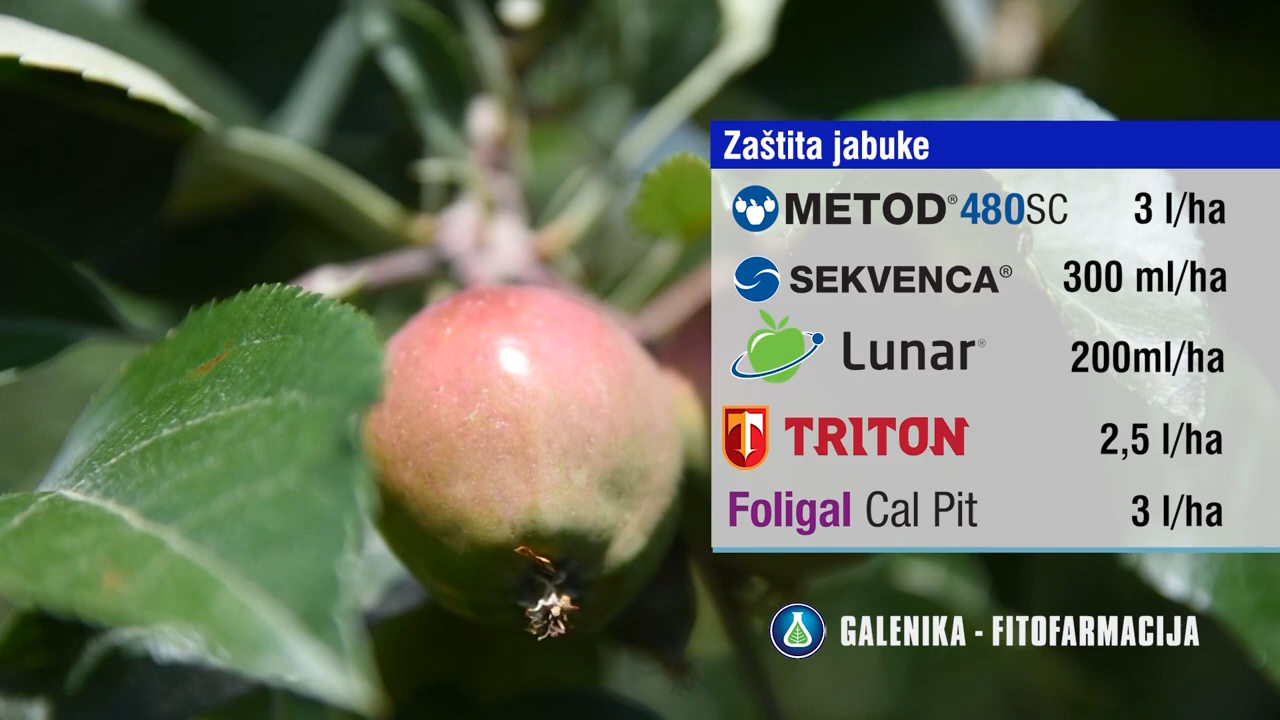 Zaštita jabuke
METOD® 480SC 3 l/ha
SEKVENCA® 300 ml/ha
Lunar® 200ml/ha
TRITON 2,5 l/ha
Foligal Cal Pit 3 l/ha
GALENIKA - FITOFARMACIJA